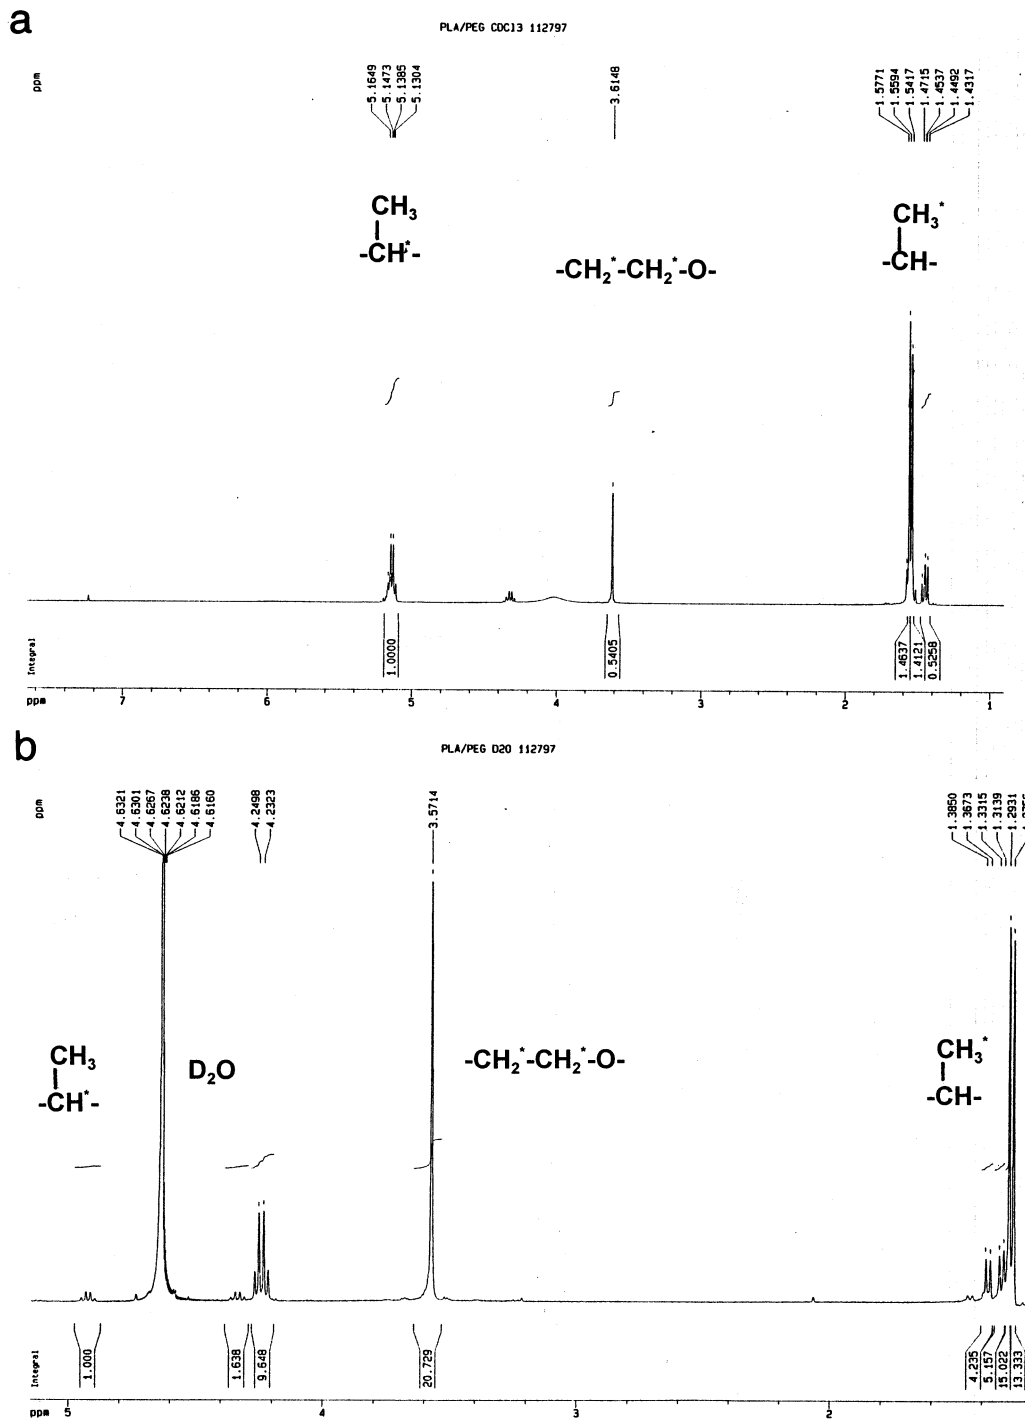 a
PLA/PEG CDCl3 112797
ppm
5.1649
5.1473
5.1385
5.1304
3.6148
1.5771
1.5594
1.5417
1.4715
1.4537
1.4492
1.4317
CH3
-CH*-
-CH2*-CH2*-O-
CH3*
-CH-
Integral
1.0000
0.5405
1.4637
1.4121
0.5258
ppm 7 6 5 4 3 2 1
b
PLA/PEG D2O 112797
ppm
4.6321
4.6301
4.6267
4.6238
4.6212
4.6186
4.6160
4.2498
4.2323
3.5714
1.3850
1.3673
1.3315
1.3139
1.2931
CH3
-CH*-
D2O
-CH2*-CH2*-O-
CH3*
-CH-
Integral
1.000
1.638
9.648
20.729
4.235
5.157
15.022
13.333
ppm 5 4 3 2